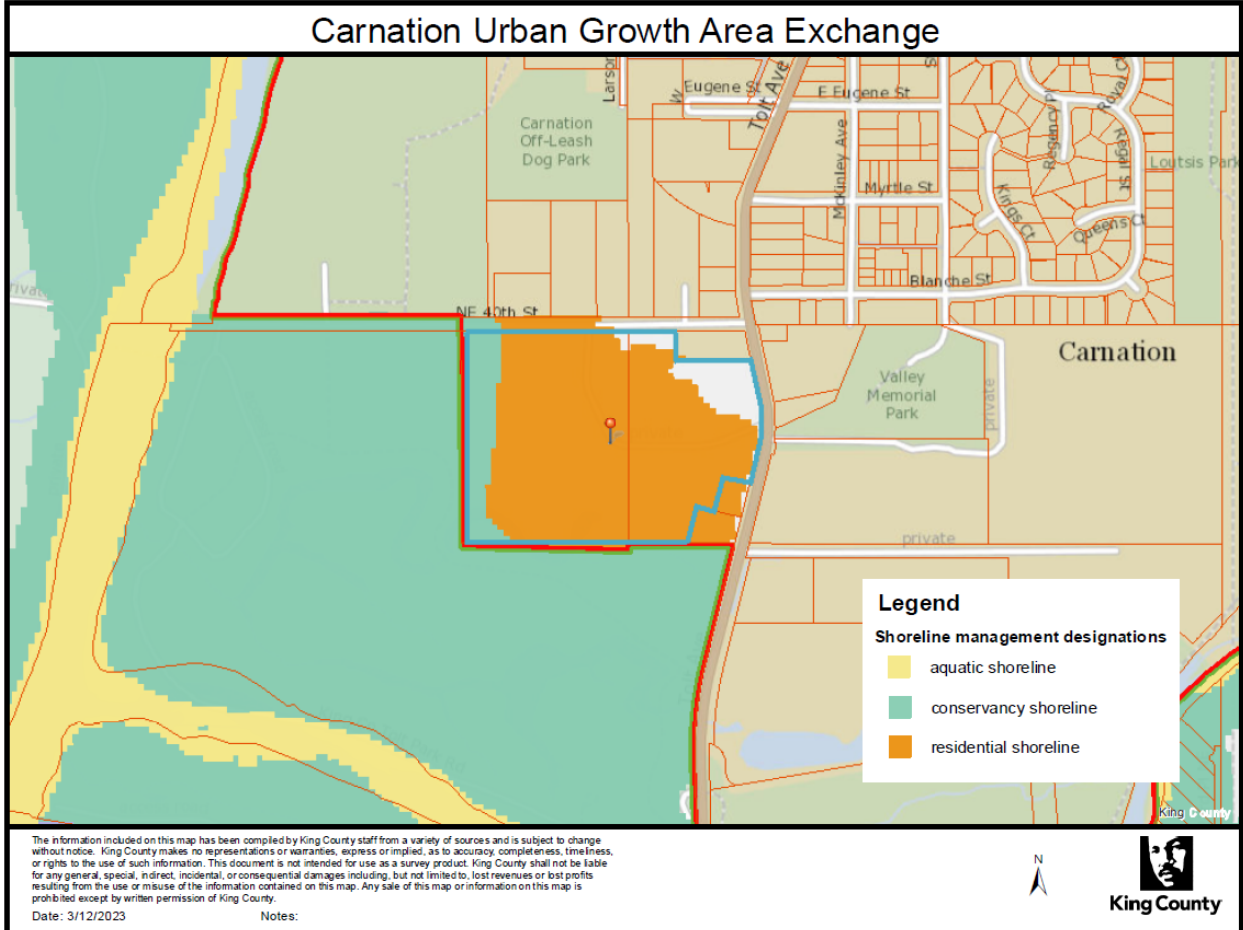 Carnation Urban Growth Area Exchange
Larson
W Eugene St
E Eugene St
Tolt Ave
Carnation
Off-Leash
Dog Park
McKinley Ave
Myrtle St
Regency Pl
Royal Ct
Regal St
Loutsis Park
Kings Ct
Queens Ct
Blanche St
NE 40th St
Carnation
Valley
Memorial
Park
private
private
Legend
Shoreline management designations
aquatic shoreline
conservancy shoreline
residential shoreline
King County
The information included on this map has been compiled by King County staff from a variety of sources and is subject to change
without notice. King County makes no representations or warranties, express or implied, as to accuracy, completeness, timeliness,
or rights to the use of such information. This document is not intended for use as a survey product. King County shall not be liable
for any general, special, indirect, incidental, or consequential damages including, but not limited to, lost revenues or lost profits
resulting from the use or misuse of the information contained on this map. Any sale of this map or information on this map is
prohibited except by written permission of King County.
Date: 3/12/2023
Notes:
N
King County